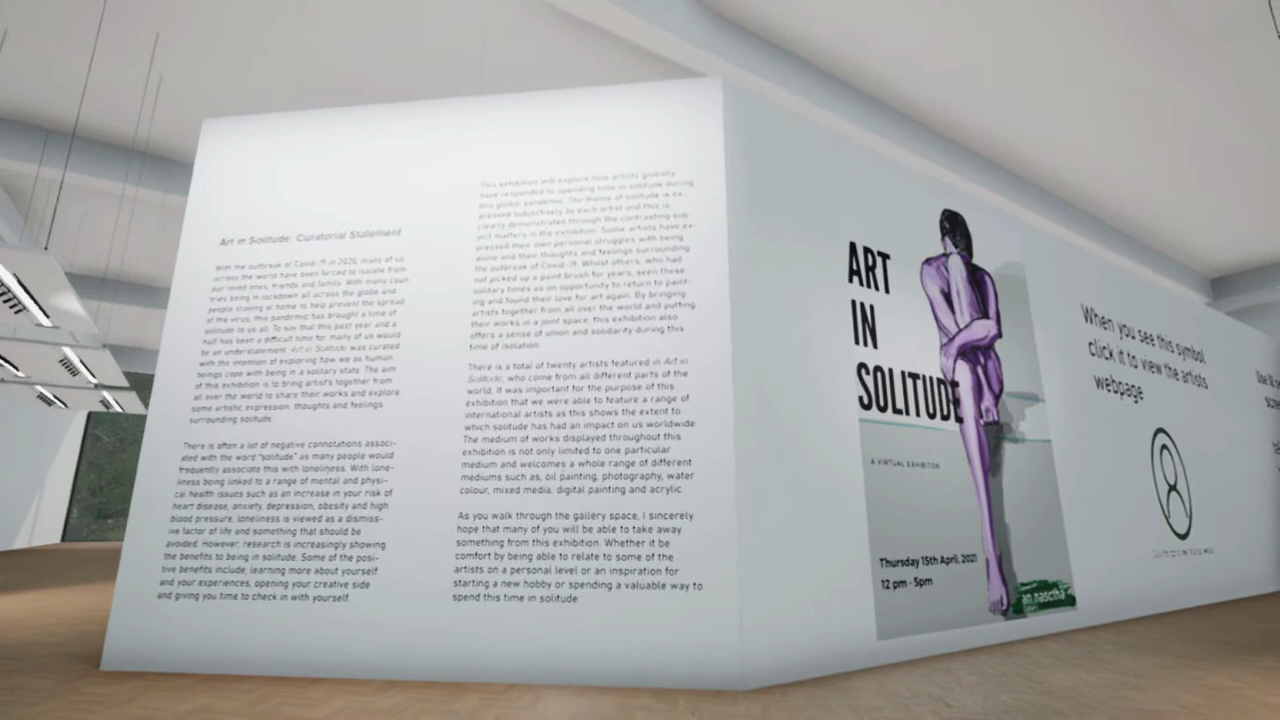 Art in Solitude: Curatorial Statement
With the outbreak of Covid-19 in 2020, many of us
across the world have been forced to isolate from
our loved ones, friends and family. With many coun-
tries being in lockdown all across the globe and
people staying at home to help prevent the spread
of the virus, this pandemic has brought a time of
solitude to us all. To say that this past year and a
half has been a difficult time for many of us would
be an understatement. Art in Solitude was curated
with the intention of exploring how we as human
beings cope with being in a solitary state. The aim
of this exhibition is to bring artist's together from
all over the world to share their works and explore
some artistic expression, thoughts and feelings
surrounding solitude.
There is often a lot of negative connotations associ-
ated with the word "solitude" as many people would
frequently associate this with loneliness. With lone-
liness being linked to a range of mental and physi-
cal health issues such as an increase in your risk of
heart disease, anxiety, depression, obesity and high
blood pressure, loneliness is viewed as a dismiss-
ive factor of life and something that should be
avoided. However, research is increasingly showing
the benefits to being in solitude. Some of the posi-
tive benefits include, learning more about yourself
and your experiences, opening your creative side
and giving you time to check in with yourself.
This exhibition will explore how artists globally
have responded to spending time in solitude during
this global pandemic. The theme of solitude is ex-
pressed subjectively by each artist and this is
clearly demonstrated through the contrasting sub-
ject matters in the exhibition. Some artists have ex-
pressed their own personal struggles with being
alone and their thoughts and feelings surrounding
the outbreak of Covid-19. Whilst others, who had
not picked up a paint brush for years, seen these
solitary times as an opportunity to return to paint-
ing and found their love for art again. By bringing
artists together from all over the world and putting
their works in a joint space, this exhibition also
offers a sense of union and solidarity during this
time of isolation.
There is a total of twenty artists featured in Art in
Solitude, who come from all different parts of the
world. It was important for the purpose of this
exhibition that we were able to feature a range of
international artists as this shows the extent to
which solitude has had an impact on us worldwide.
The medium of works displayed throughout this
exhibition is not only limited to one particular
medium and welcomes a whole range of different
mediums such as, oil painting, photography, water
colour, mixed media, digital painting and acrylic.
As you walk through the gallery space, I sincerely
hope that many of you will be able to take away
something from this exhibition. Whether it be
comfort by being able to relate to some of the
artists on a personal level or an inspiration for
starting a new hobby or spending a valuable way to
spend this time in solitude.
ART
IN
SOLITUDE
A VIRTUAL EXHIBITION
Thursday 15th April, 2021
12 pm - 5pm
an nasctha
When you see this symbol
click it to view the artists
webpage